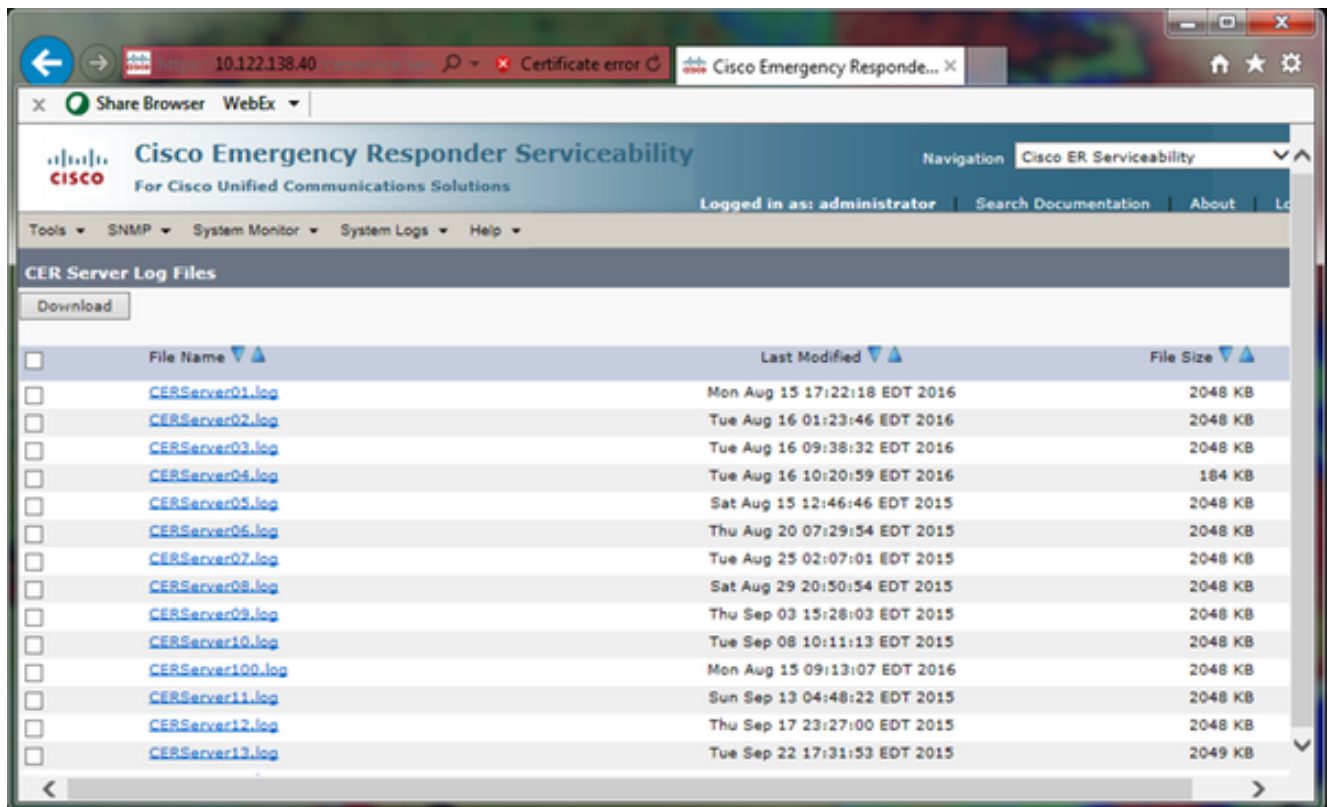 https 10.122.138.40 Certificate error Cisco Emergency Responde...
Share Browser WebEx
CISCO
Cisco Emergency Responder Serviceability
For Cisco Unified Communications Solutions
Navigation Cisco ER Serviceability
Logged in as: administrator | Search Documentation | About | Lo
Tools SNMP System Monitor System Logs Help
CER Server Log Files
Download
File Name Last Modified File Size
CERServer01.log Mon Aug 15 17:22:18 EDT 2016 2048 KB
CERServer02.log Tue Aug 16 01:23:46 EDT 2016 2048 KB
CERServer03.log Tue Aug 16 09:38:32 EDT 2016 2048 KB
CERServer04.log Tue Aug 16 10:20:59 EDT 2016 184 KB
CERServer05.log Sat Aug 15 12:46:46 EDT 2015 2048 KB
CERServer06.log Thu Aug 20 07:29:54 EDT 2015 2048 KB
CERServer07.log Tue Aug 25 02:07:01 EDT 2015 2048 KB
CERServer08.log Sat Aug 29 20:50:54 EDT 2015 2048 KB
CERServer09.log Thu Sep 03 15:28:03 EDT 2015 2048 KB
CERServer10.log Tue Sep 08 10:11:13 EDT 2015 2048 KB
CERServer100.log Mon Aug 15 09:13:07 EDT 2016 2048 KB
CERServer11.log Sun Sep 13 04:48:22 EDT 2015 2048 KB
CERServer12.log Thu Sep 17 23:27:00 EDT 2015 2048 KB
CERServer13.log Tue Sep 22 17:31:53 EDT 2015 2049 KB